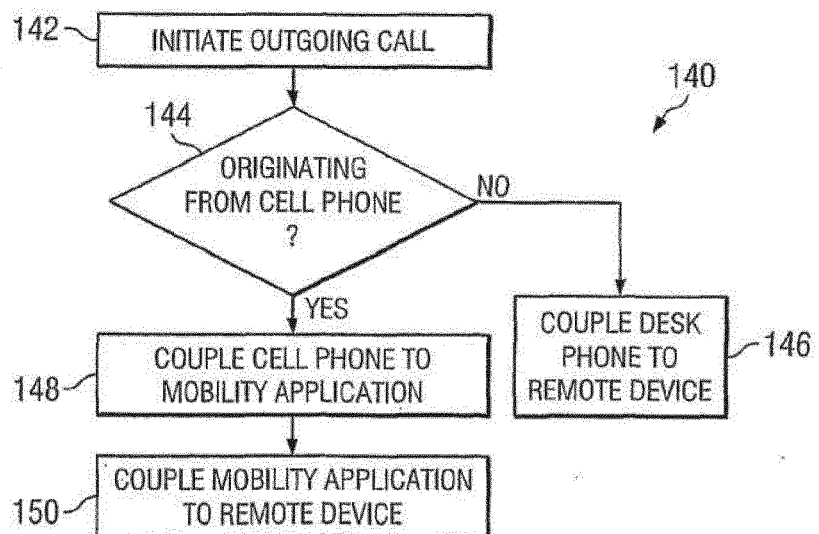 142
INITIATE OUTGOING CALL
140
144
ORIGINATING
FROM CELL PHONE
?
NO
YES
COUPLE DESK
PHONE TO
REMOTE DEVICE
146
148
COUPLE CELL PHONE TO
MOBILITY APPLICATION
150
COUPLE MOBILITY APPLICATION
TO REMOTE DEVICE